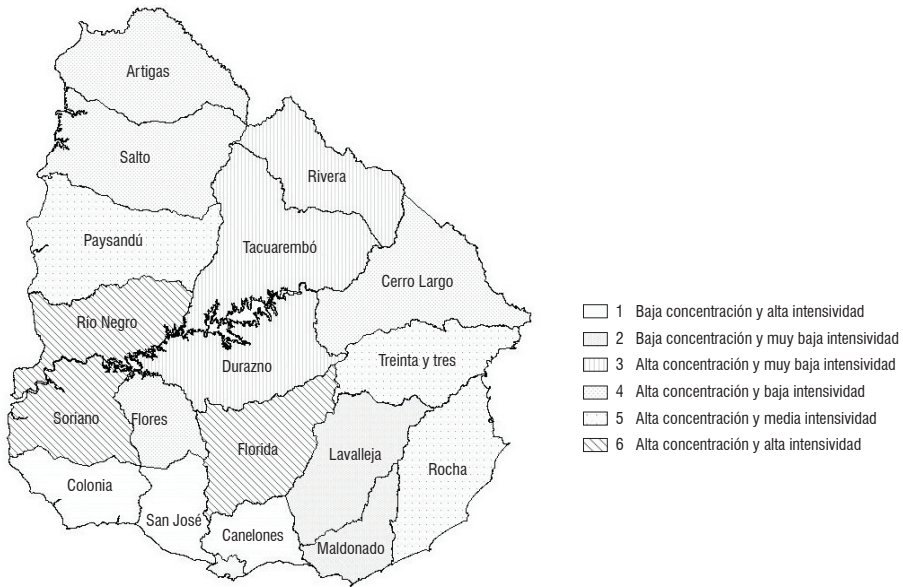 Artigas
Salto
Rivera
Paysandú
Tacuarembó
Cerro Largo
Río Negro
Durazno
Treinta y tres
Soriano
Flores
Florida
Lavalleja
Rocha
Colonia
San José
Canelones
Maldonado
1 Baja concentración y alta intensividad
2 Baja concentración y muy baja intensividad
3 Alta concentración y muy baja intensividad
4 Alta concentración y baja intensividad
5 Alta concentración y media intensividad
6 Alta concentración y alta intensividad